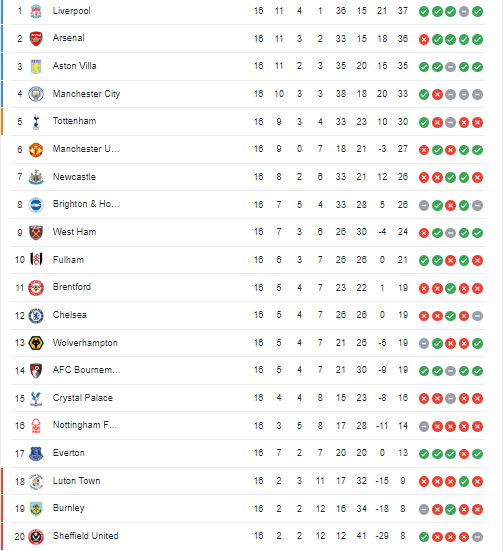 1 Liverpool 16 11 4 1 36 15 21 37
2 Arsenal 16 11 3 2 33 15 18 36
3 Aston Villa 16 11 2 3 35 20 15 35
4 Manchester City 16 10 3 3 38 18 20 33
5 Tottenham 16 9 3 4 33 23 10 30
6 Manchester U... 16 9 0 7 18 21 -3 27
7 Newcastle 16 8 2 6 33 21 12 26
8 Brighton & Ho... 16 7 5 4 33 28 5 26
9 West Ham 16 7 3 6 26 30 -4 24
10 Fulham 16 6 3 7 26 26 0 21
11 Brentford 16 5 4 7 23 22 1 19
12 Chelsea 16 5 4 7 26 26 0 19
13 Wolverhampton 16 5 4 7 21 26 -5 19
14 AFC Bournem... 16 5 4 7 21 30 -9 19
15 Crystal Palace 16 4 4 8 15 23 -8 16
16 Nottingham F... 16 3 5 8 17 28 -11 14
17 Everton 16 7 2 7 20 20 0 13
18 Luton Town 16 2 3 11 17 32 -15 9
19 Burnley 16 2 2 12 16 34 -18 8
20 Sheffield United 16 2 2 12 12 41 -29 8